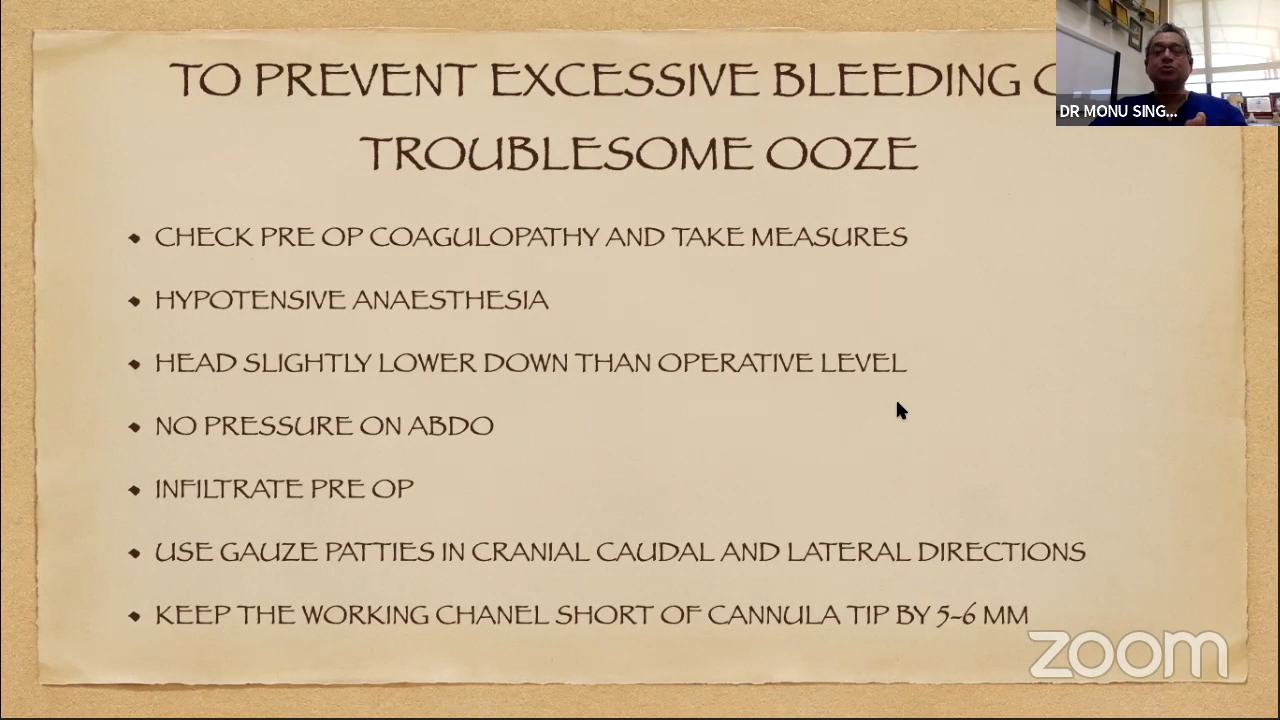 TO PREVENT EXCESSIVE BLEEDING
TROUBLESOME OOZE
DR MONU SING...
CHECK PRE OP COAGULOPATHY AND TAKE MEASURES
HYPOTENSIVE ANAESTHESIA
HEAD SLIGHTLY LOWER DOWN THAN OPERATIVE LEVEL
NO PRESSURE ON ABDO
INFILTRATE PRE OP
USE GAUZE PATTIES IN CRANIAL CAUDAL AND LATERAL DIRECTIONS
KEEP THE WORKING CHANEL SHORT OF CANNULA TIP BY 5-6 MM
zoom